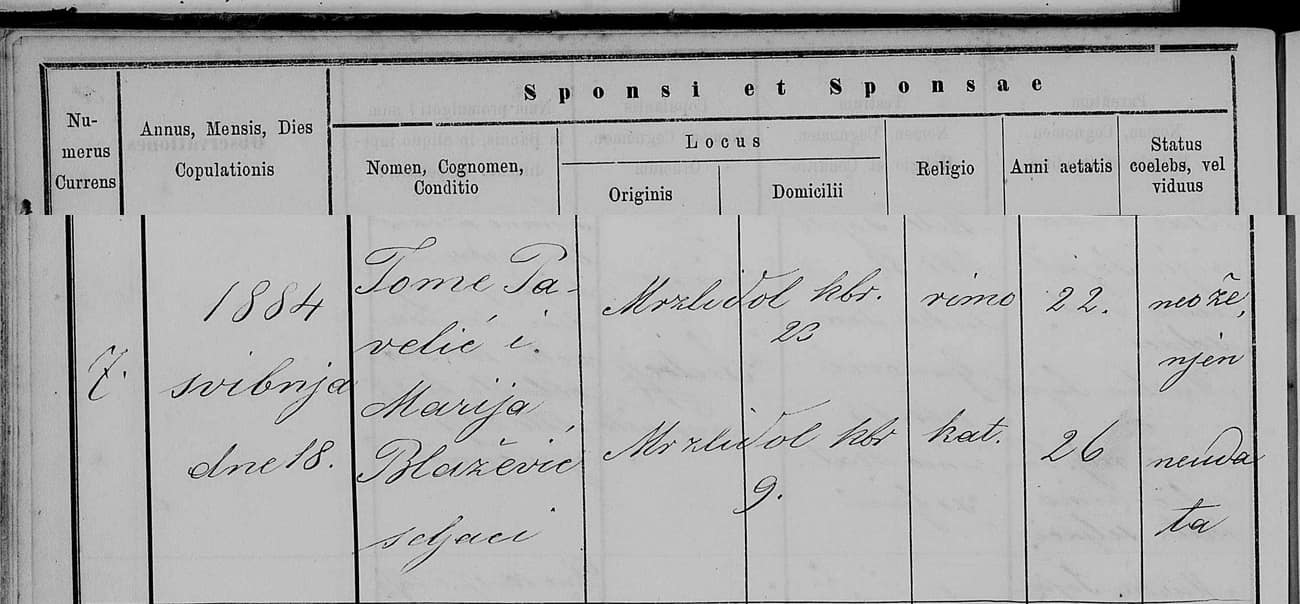 Sponsi et Sponsae
Nu-
merus
Currens
Annus, Mensis, Dies
Copulationis
Nomen, Cognomen,
Conditio
Locus
Originis
Domicilii
Religio
Anni aetatis
Status
coelebs, vel
viduus
7.
1884
svibnja
dne 18.
Tome Pa-
velić i
Marija
Blažević
seljaci
Mrzlidol kbr.
23
Mrzlidol kbr
9.
rimo
kat.
22.
26
neože,
njen
neuda
ta